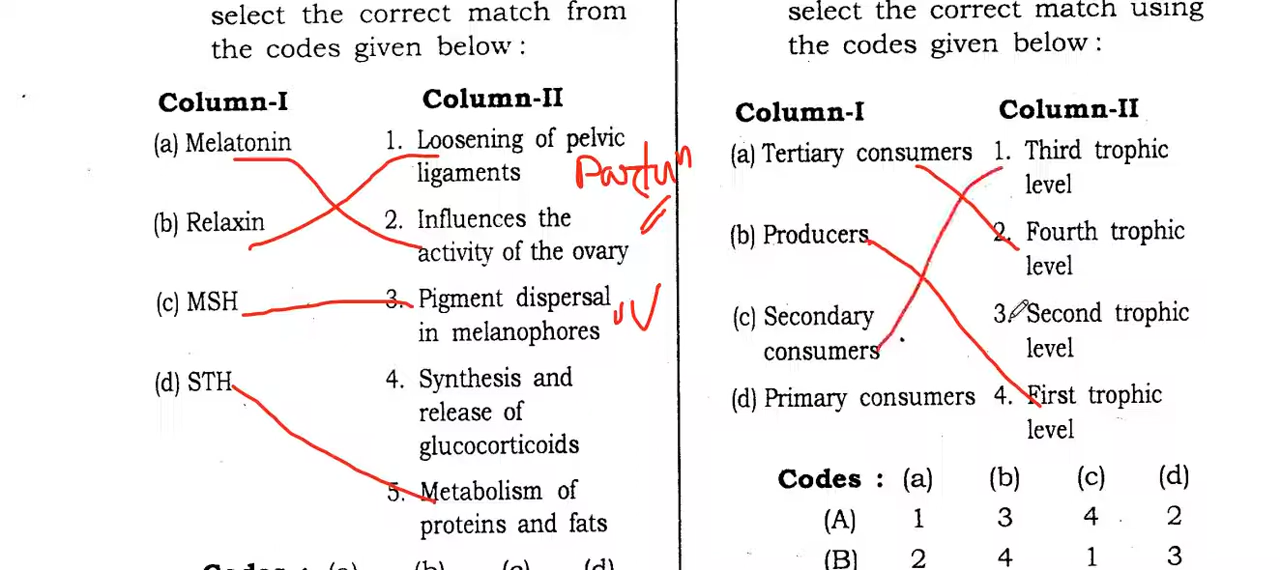 select the correct match from
the codes given below :
Column-I Column-II
(a) Melatonin 1. Loosening of pelvic
ligaments
Partun
(b) Relaxin 2. Influences the
activity of the ovary
(c) MSH 3. Pigment dispersal
in melanophores
(d) STH 4. Synthesis and
release of
glucocorticoids
5. Metabolism of
proteins and fats
Codes : (a) (b) (c) (d)
select the correct match using
the codes given below :
Column-I Column-II
(a) Tertiary consumers 1. Third trophic
level
(b) Producers 2. Fourth trophic
level
(c) Secondary 3. Second trophic
consumers level
(d) Primary consumers 4. First trophic
level
Codes : (a) (b) (c) (d)
(A) 1 3 4 2
(B) 2 4 1 3